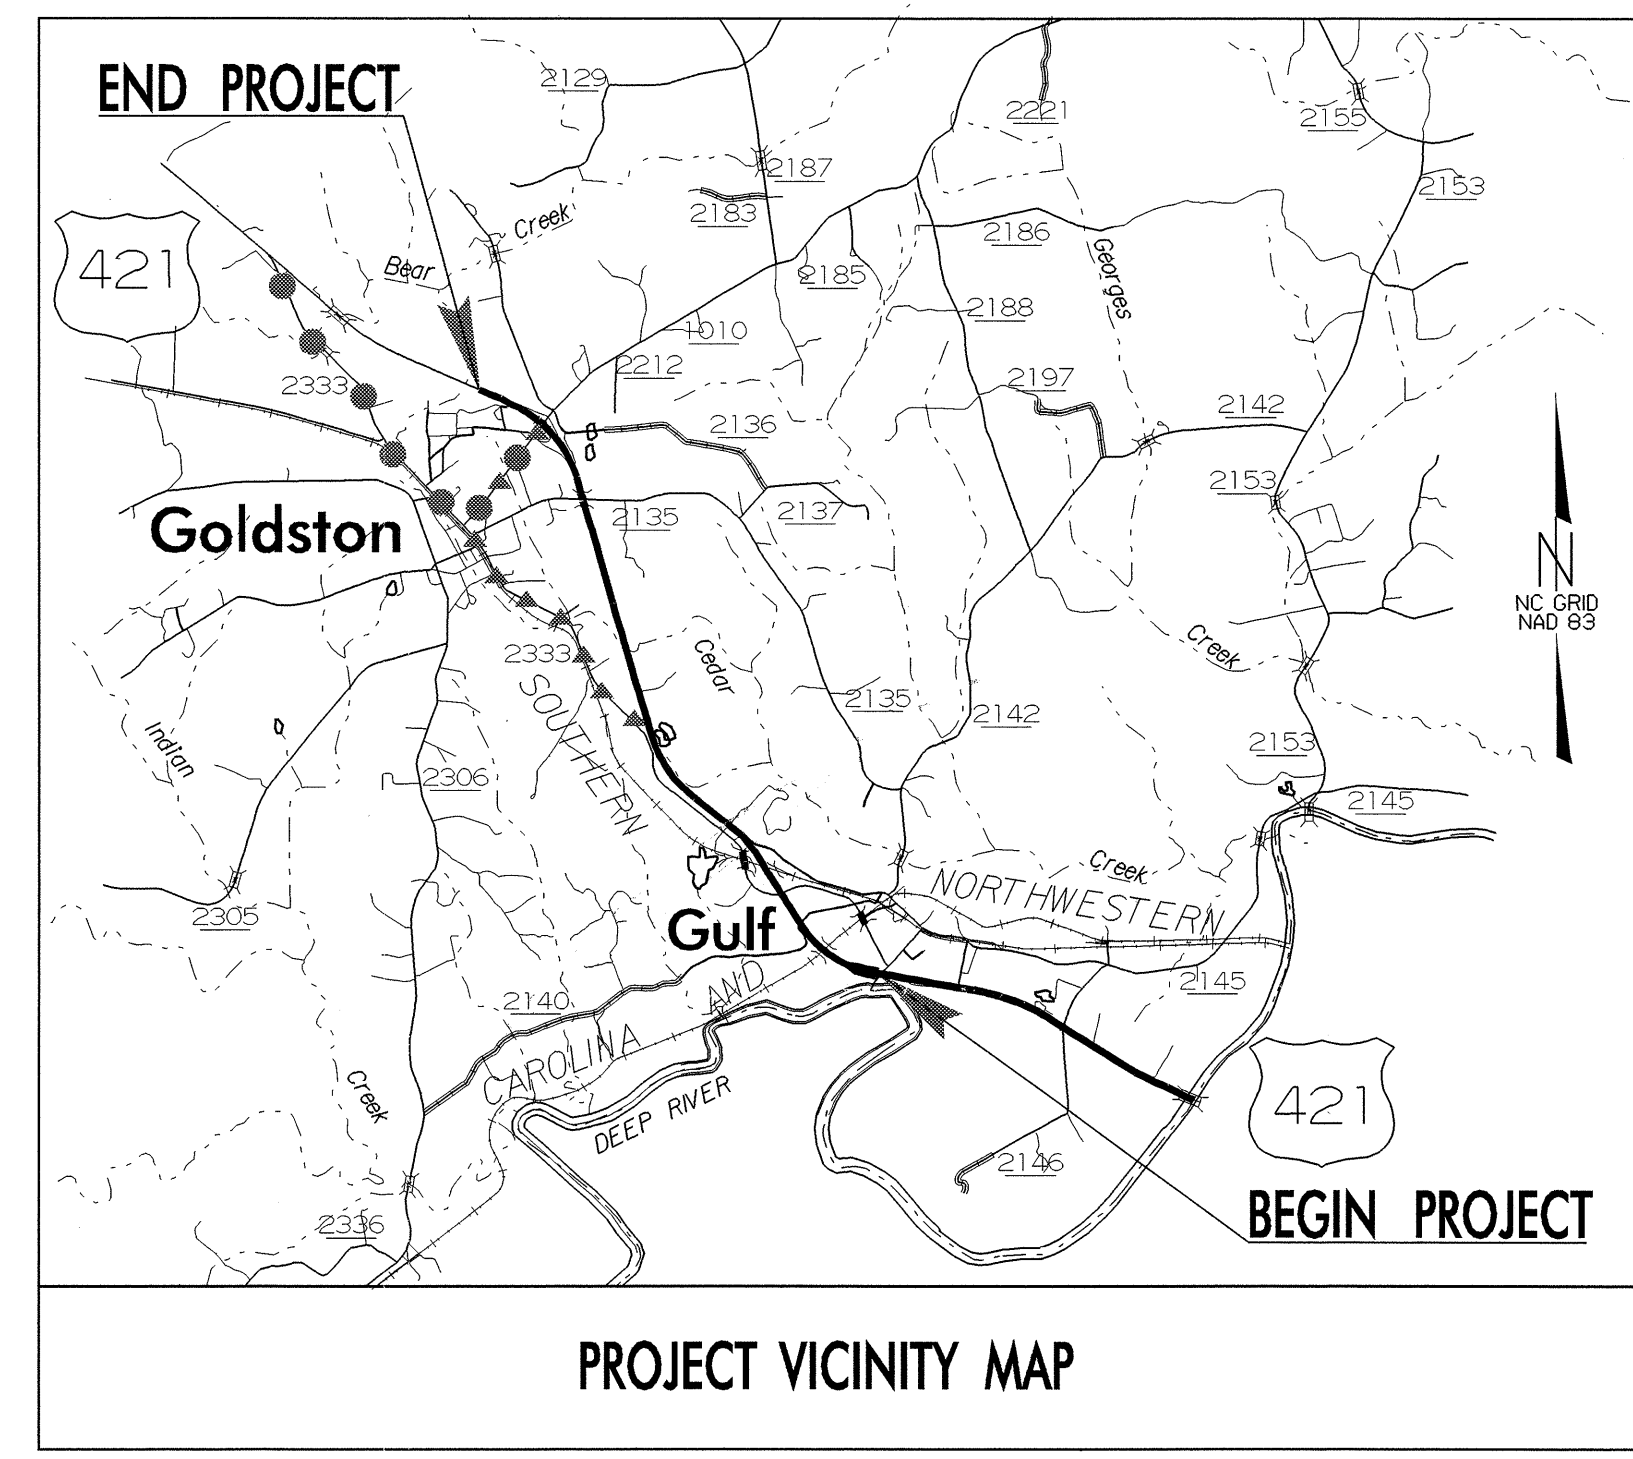 END PROJECT
2129
2221
2155
2187
2183
2153
Creek
2186
421
Bear
2185
Georges
2188
1010
2212
2333
2197
2142
2136
2153
2135
2137
Goldston
N
NC GRID
NAD 83
2333
Cedar
Creek
SOUTHERN
2135
2142
Indian
2153
2306
2145
Creek
NORTHWESTERN
2305
Gulf
2145
AND
2140
CAROLINA
Creek
DEEP RIVER
421
2146
2336
BEGIN PROJECT
PROJECT VICINITY MAP